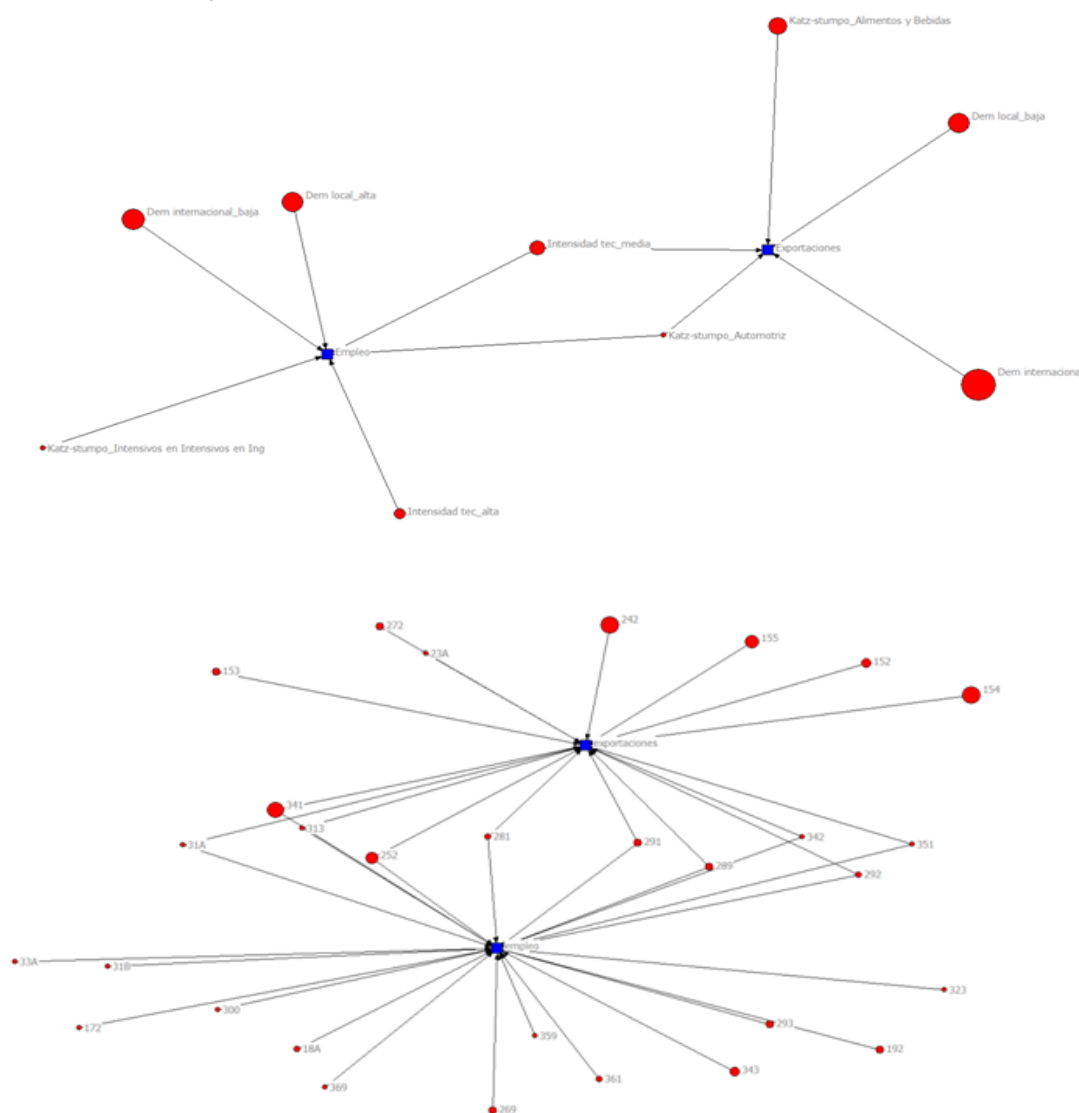 Katz-stumpo_Alimentos y Bebidas
Dem local_baja
Dem local_alta
Dem internacional_baja
Intensidad tec_media
Exportaciones
Katz-stumpo_Automotriz
Empleo
Dem internaciona
Katz-stumpo_Intensivos en Intensivos en Ing
Intensidad tec_alta
242
272
155
23A
152
153
154
exportaciones
341
313
281
342
31A
291
351
252
289
292
empleo
33A
31B
323
300
293
172
359
18A
192
343
361
369
269